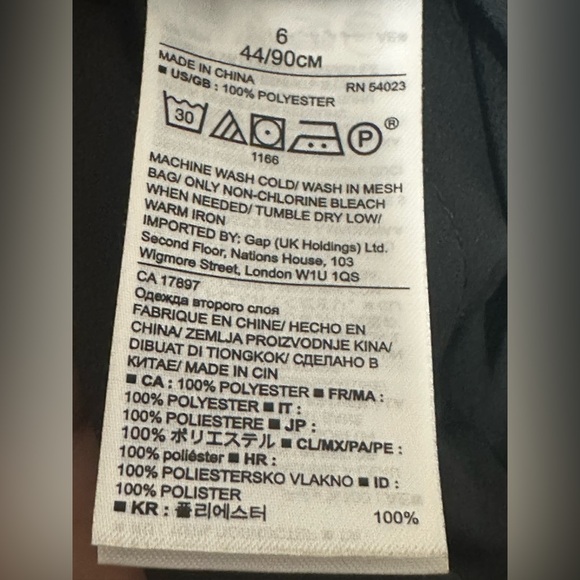 6
44/90CM
MADE IN CHINA RN 54023
■ US/GB : 100% POLYESTER
30 P ®
1166
MACHINE WASH COLD/ WASH IN MESH
BAG/ ONLY NON-CHLORINE BLEACH
WHEN NEEDED/ TUMBLE DRY LOW/
WARM IRON
IMPORTED BY: Gap (UK Holdings) Ltd.
Second Floor, Nations House, 103
Wigmore Street, London W1U 1QS
CA 17897
Одежда второго слоя
FABRIQUE EN CHINE/ HECHO EN
CHINA/ ZEMLJA PROIZVODNJE KINA/
DIBUAT DI TIONGKOK/ СДЕЛАНО В
КИТАЕ/ MADE IN CIN
■ CA : 100% POLYESTER ■ FR/MA :
100% POLYESTER ■ IT :
100% POLIESTERE ■ JP :
100% ポリエステル ■ CL/MX/PA/PE :
100% poliéster ■ HR :
100% POLIESTERSKO VLAKNO ■ ID :
100% POLISTER
■ KR : 폴리에스터 100%